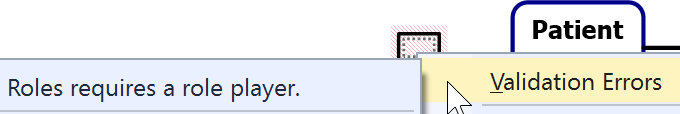 Patient
Validation Errors
Roles requires a role player.